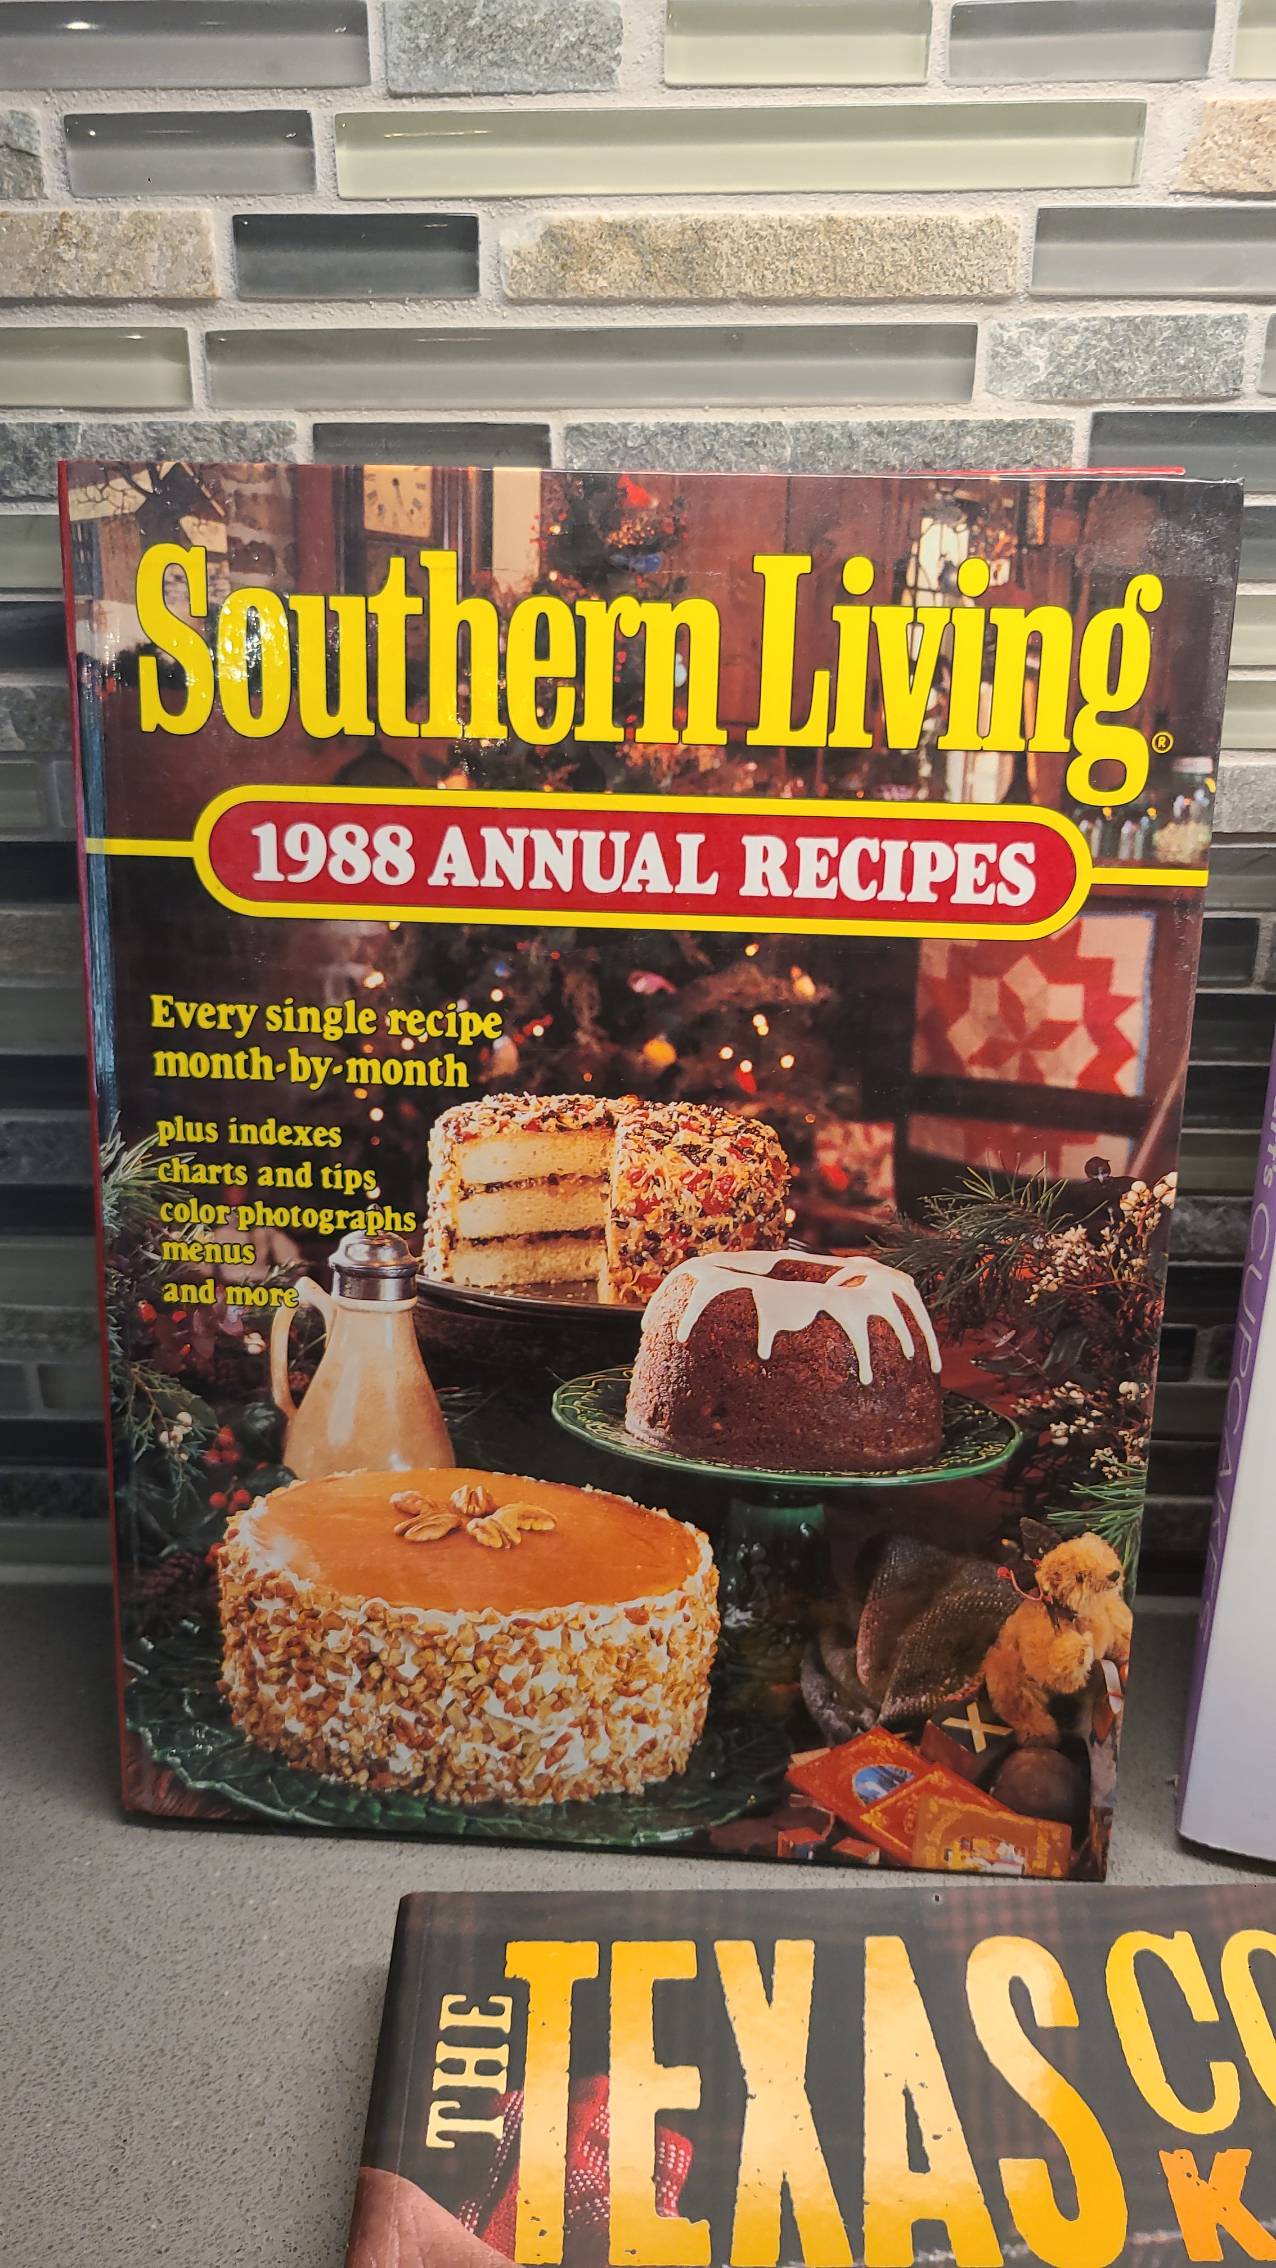 Southern Living®
1988 ANNUAL RECIPES
Every single recipe
month-by-month
plus indexes
charts and tips
color photographs
menus
and more
CUPCAKES
THE
TEXAS